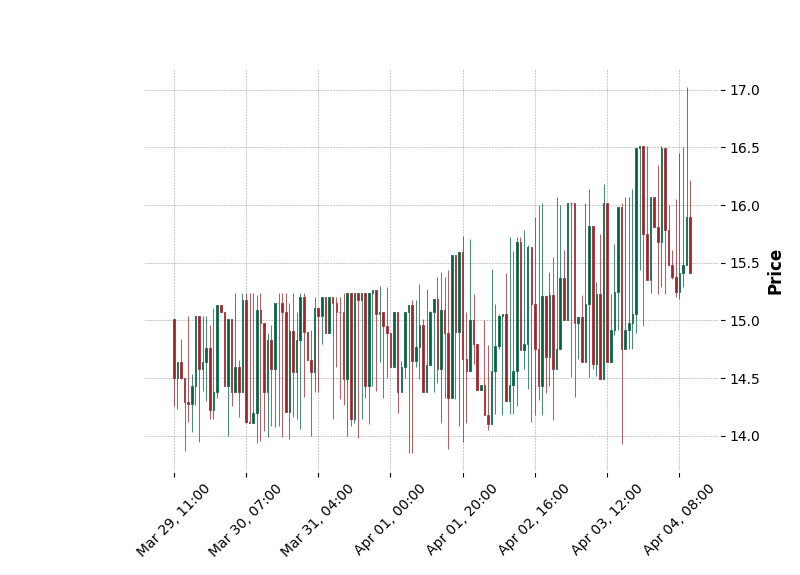 17.0
16.5
16.0
15.5
15.0
14.5
14.0
Price
Mar 29, 11:00
Mar 30, 07:00
Mar 31, 04:00
Apr 01, 00:00
Apr 01, 20:00
Apr 02, 16:00
Apr 03, 12:00
Apr 04, 08:00